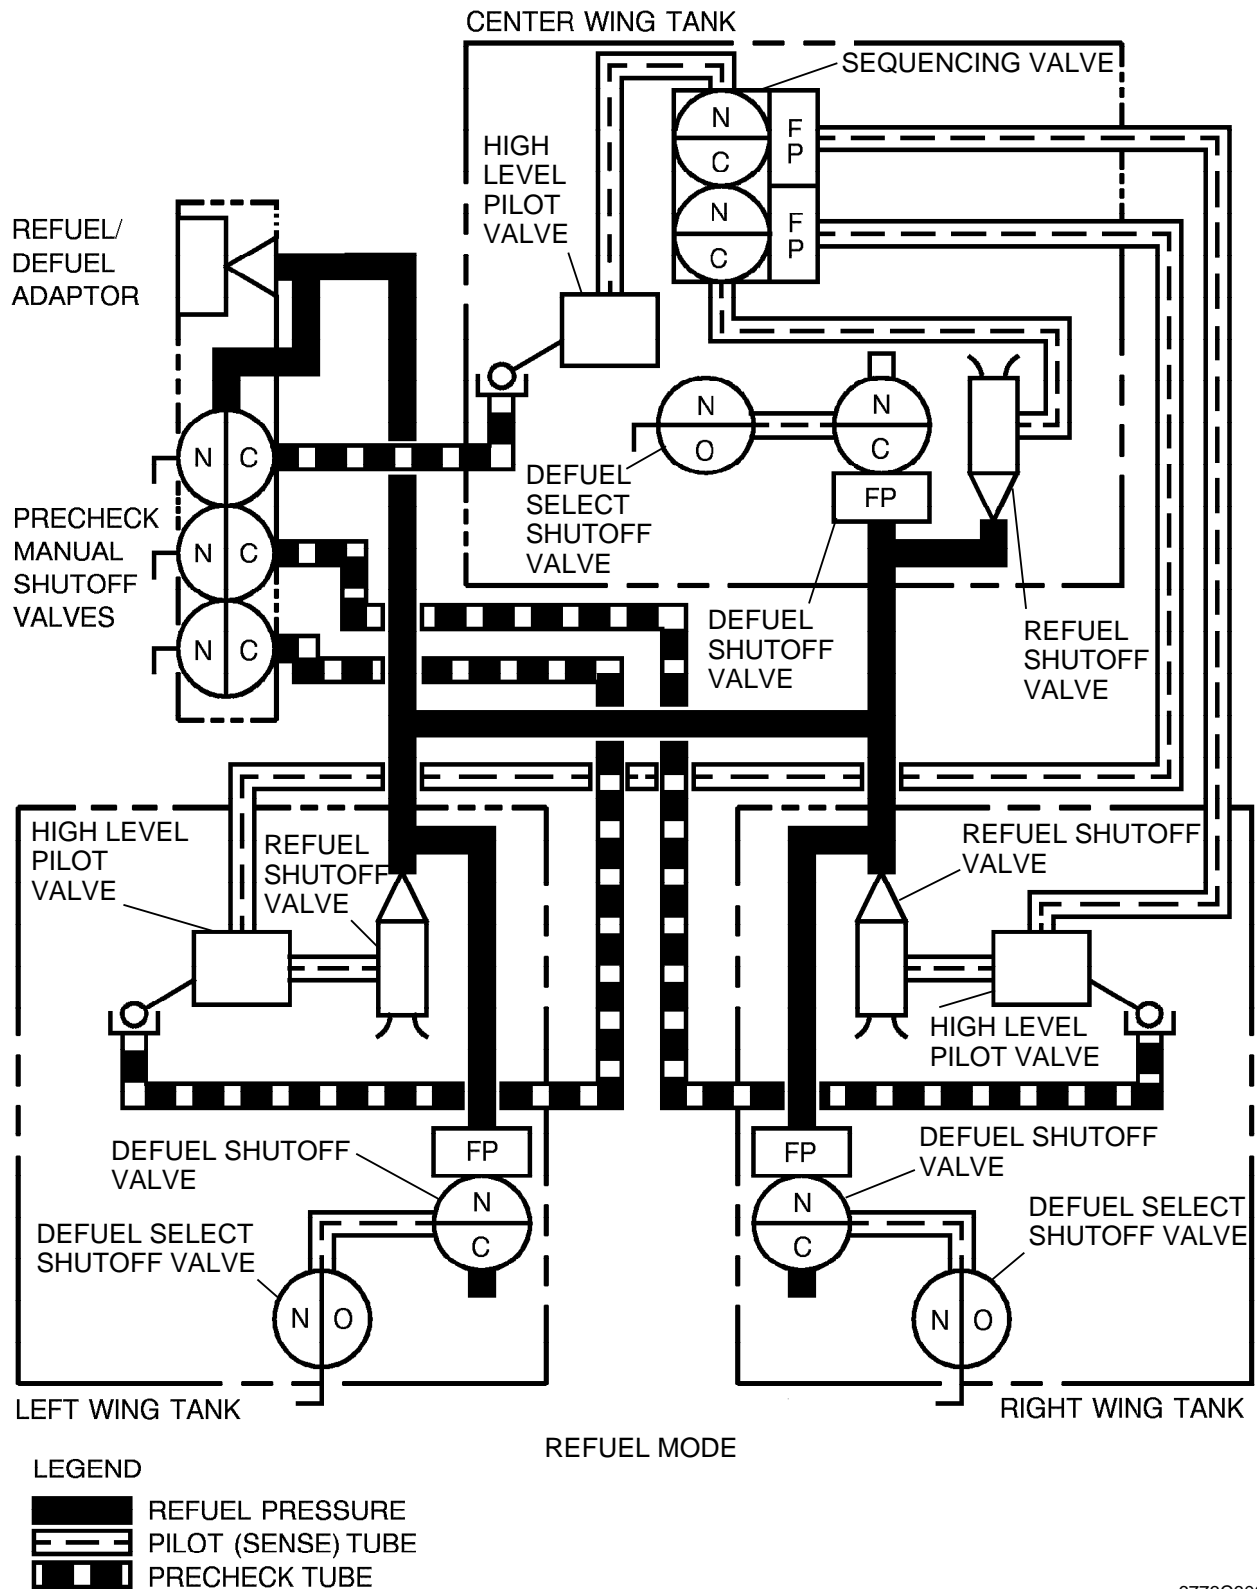 CENTER WING TANK
SEQUENCING VALVE
N
C
F
P
N
C
F
P
HIGH
LEVEL
PILOT
VALVE
REFUEL/
DEFUEL
ADAPTOR
N
O
N
C
FP
DEFUEL
SELECT
SHUTOFF
VALVE
N C
N C
N C
PRECHECK
MANUAL
SHUTOFF
VALVES
DEFUEL
SHUTOFF
VALVE
REFUEL
SHUTOFF
VALVE
HIGH LEVEL
PILOT
VALVE
REFUEL
SHUTOFF
VALVE
REFUEL SHUTOFF
VALVE
HIGH LEVEL
PILOT VALVE
DEFUEL SHUTOFF
VALVE
FP
N
C
DEFUEL SELECT
SHUTOFF VALVE
N O
FP
N
C
DEFUEL SHUTOFF
VALVE
DEFUEL SELECT
SHUTOFF VALVE
N O
LEFT WING TANK
RIGHT WING TANK
REFUEL MODE
LEGEND
REFUEL PRESSURE
PILOT (SENSE) TUBE
PRECHECK TUBE